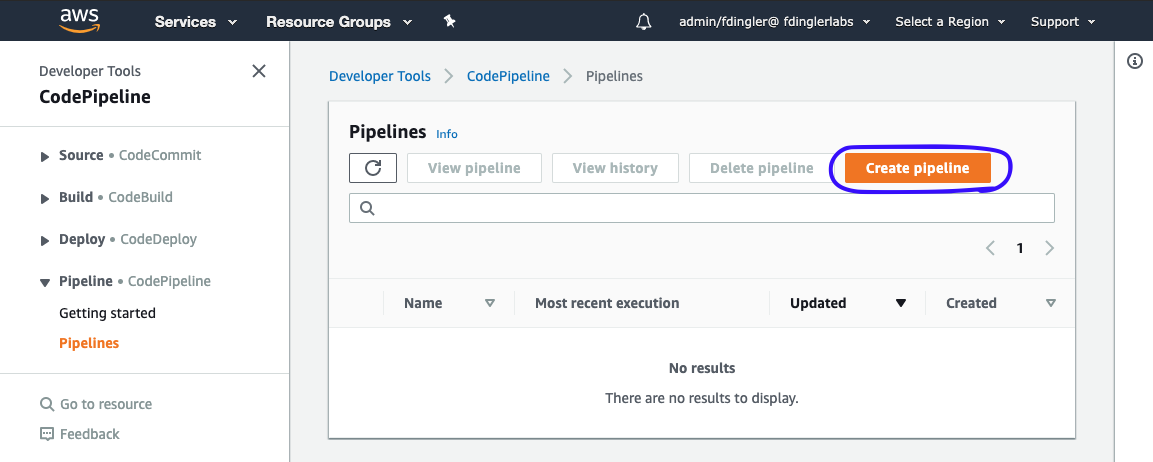 aws Services Resource Groups admin/fdingler@ fdinglerlabs Select a Region Support
Developer Tools
CodePipeline
Source • CodeCommit
Build • CodeBuild
Deploy • CodeDeploy
Pipeline • CodePipeline
Getting started
Pipelines
Go to resource
Feedback
Developer Tools > CodePipeline > Pipelines
Pipelines Info
View pipeline View history Delete pipeline Create pipeline
1
Name Most recent execution Updated Created
No results
There are no results to display.